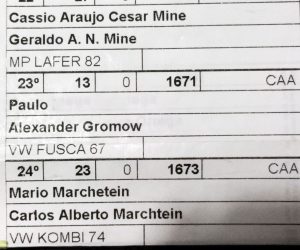 Cassio Araujo Cesar Mine
Geraldo A. N. Mine
MP LAFER 82
23º 13 0 1671 CAA
Paulo
Alexander Gromow
VW FUSCA 67
24º 23 0 1673 CAA
Mario Marchetein
Carlos Alberto Marchtein
VW KOMBI 74